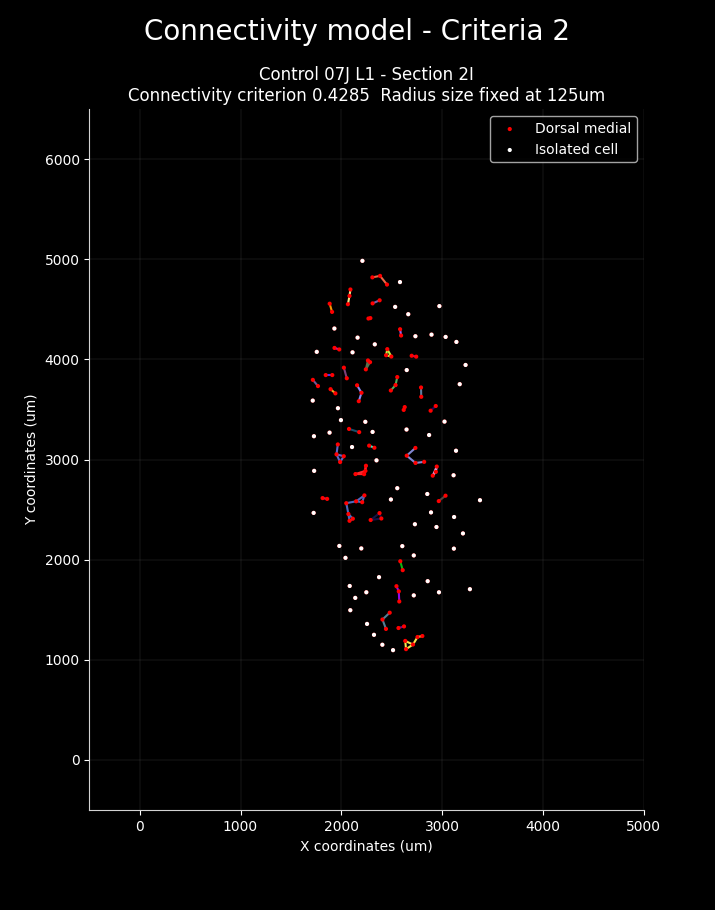 Connectivity model - Criteria 2
Control 07J L1 - Section 2I
Connectivity criterion 0.4285  Radius size fixed at 125um
Dorsal medial
Isolated cell
6000
5000
4000
3000
2000
1000
0
Y coordinates (um)
0
1000
2000
3000
4000
5000
X coordinates (um)